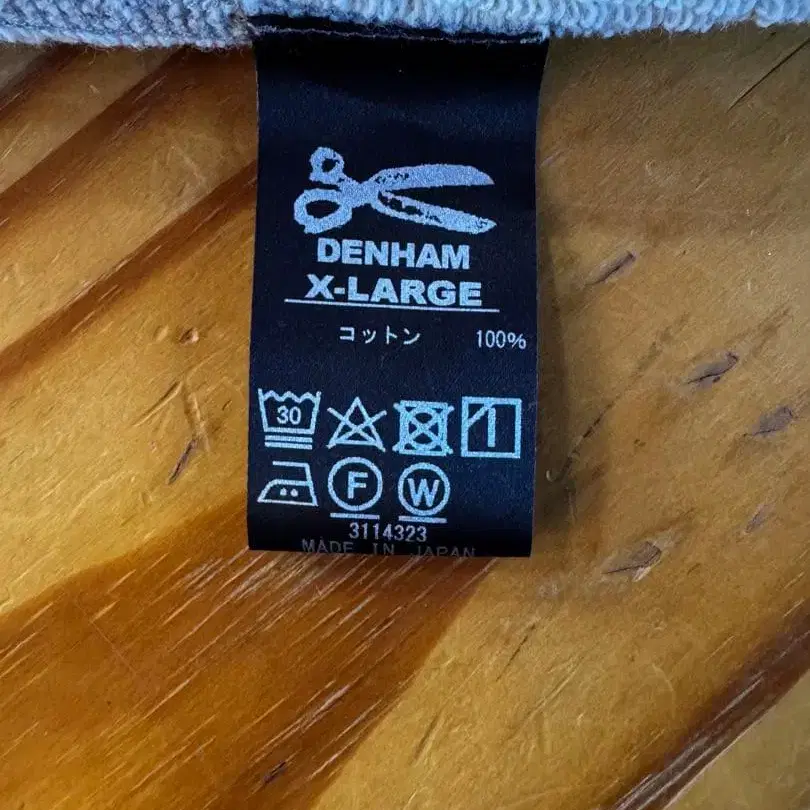 DENHAM
X-LARGE
コットン 100%
30
F W
3114323
MADE IN JAPAN